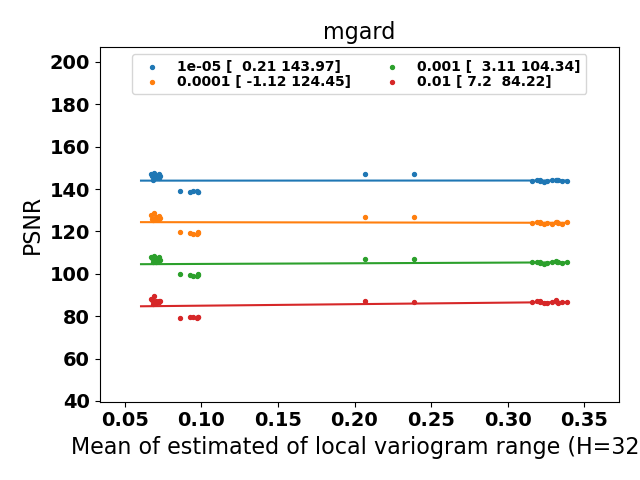 mgard
1e-05 [  0.21 143.97]
0.0001 [ -1.12 124.45]
0.001 [  3.11 104.34]
0.01 [ 7.2  84.22]
PSNR
200
180
160
140
120
100
80
60
40
0.05 0.10 0.15 0.20 0.25 0.30 0.35
Mean of estimated of local variogram range (H=32